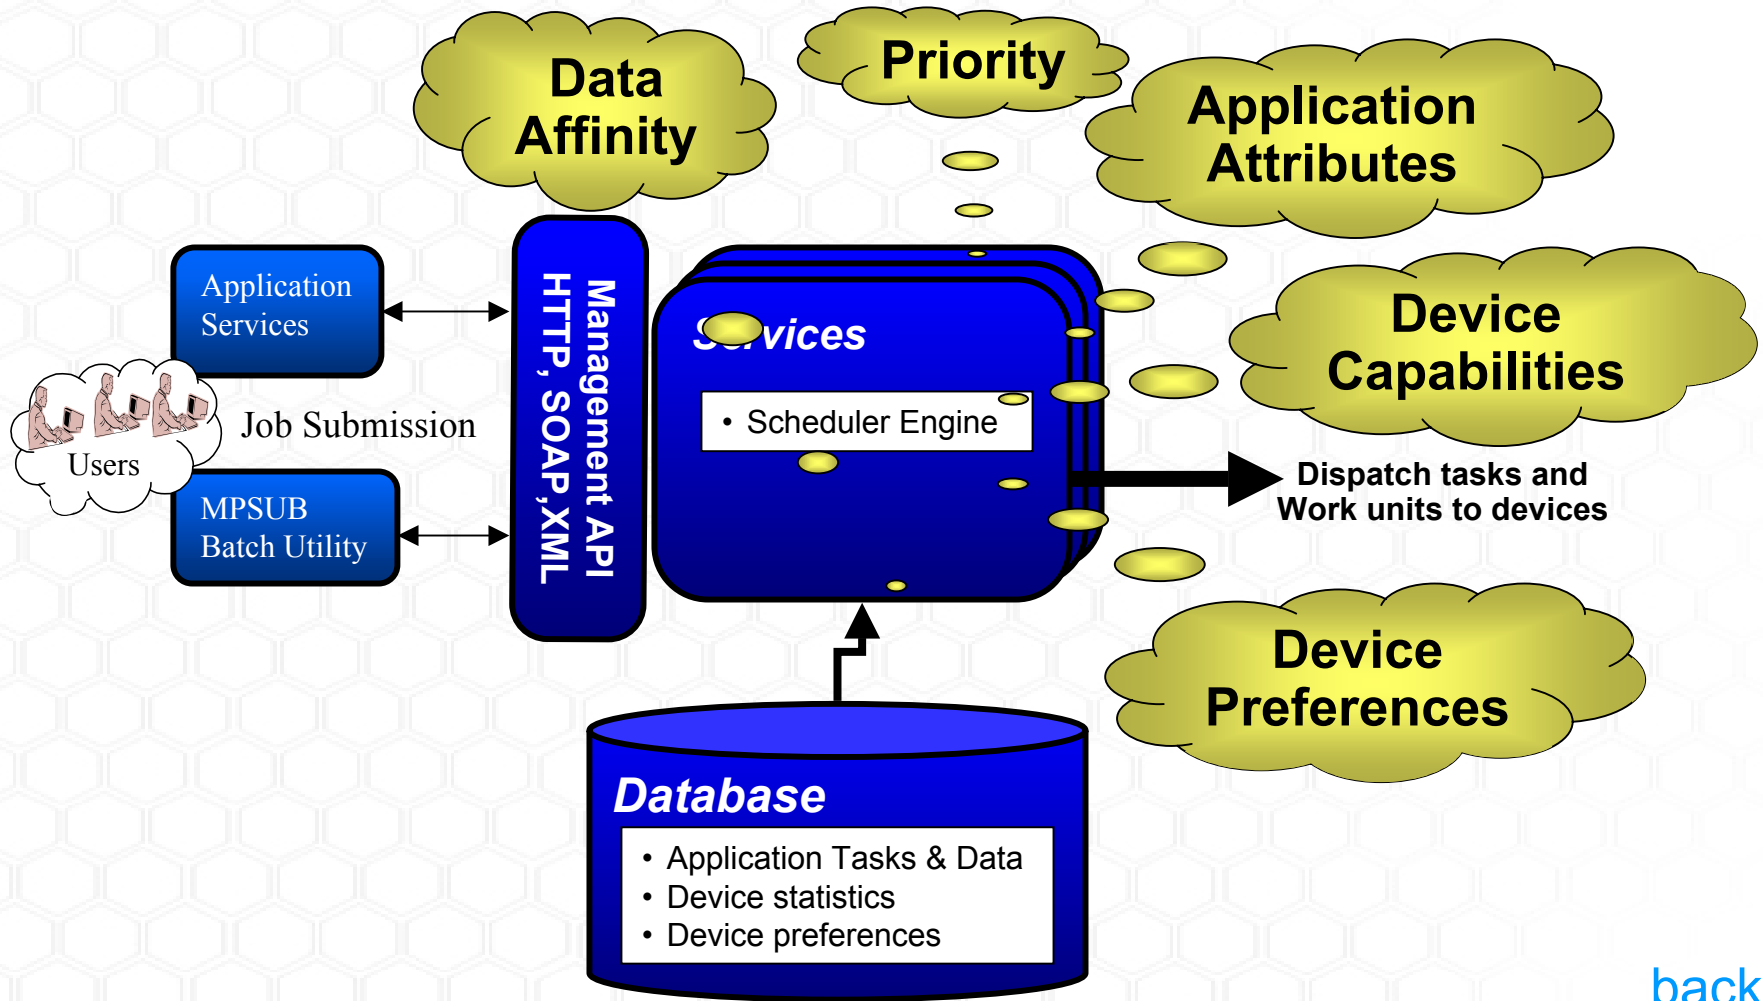 Data
Affinity
Priority
Application
Attributes
Device
Capabilities
Application
Services
Users
Job Submission
MPSUB
Batch Utility
Management API
HTTP, SOAP,XML
Services
• Scheduler Engine
Dispatch tasks and
Work units to devices
Device
Preferences
Database
• Application Tasks & Data
• Device statistics
• Device preferences
back